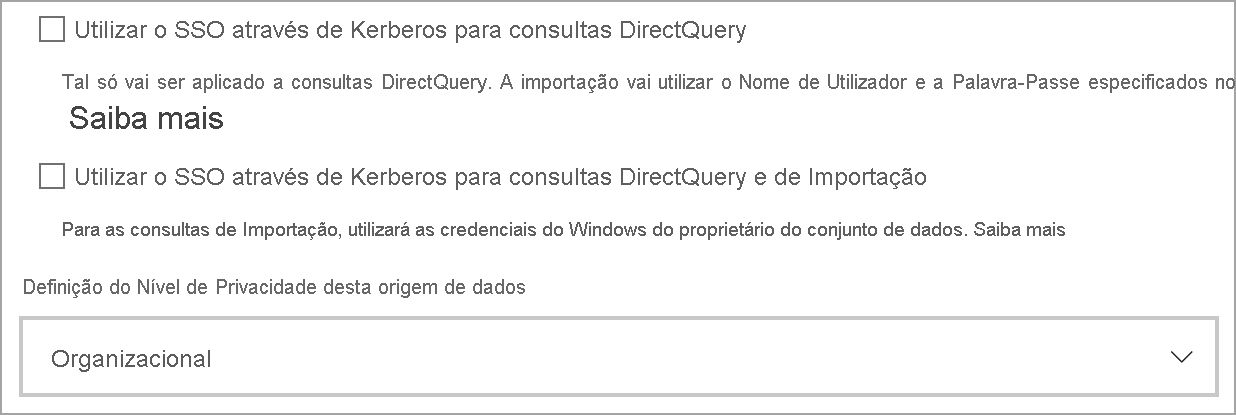 Utilizar o SSO através de Kerberos para consultas DirectQuery
Tal só vai ser aplicado a consultas DirectQuery. A importação vai utilizar o Nome de Utilizador e a Palavra-Passe especificados no
Saiba mais
Utilizar o SSO através de Kerberos para consultas DirectQuery e de Importação
Para as consultas de Importação, utilizará as credenciais do Windows do proprietário do conjunto de dados. Saiba mais
Definição do Nível de Privacidade desta origem de dados
Organizacional